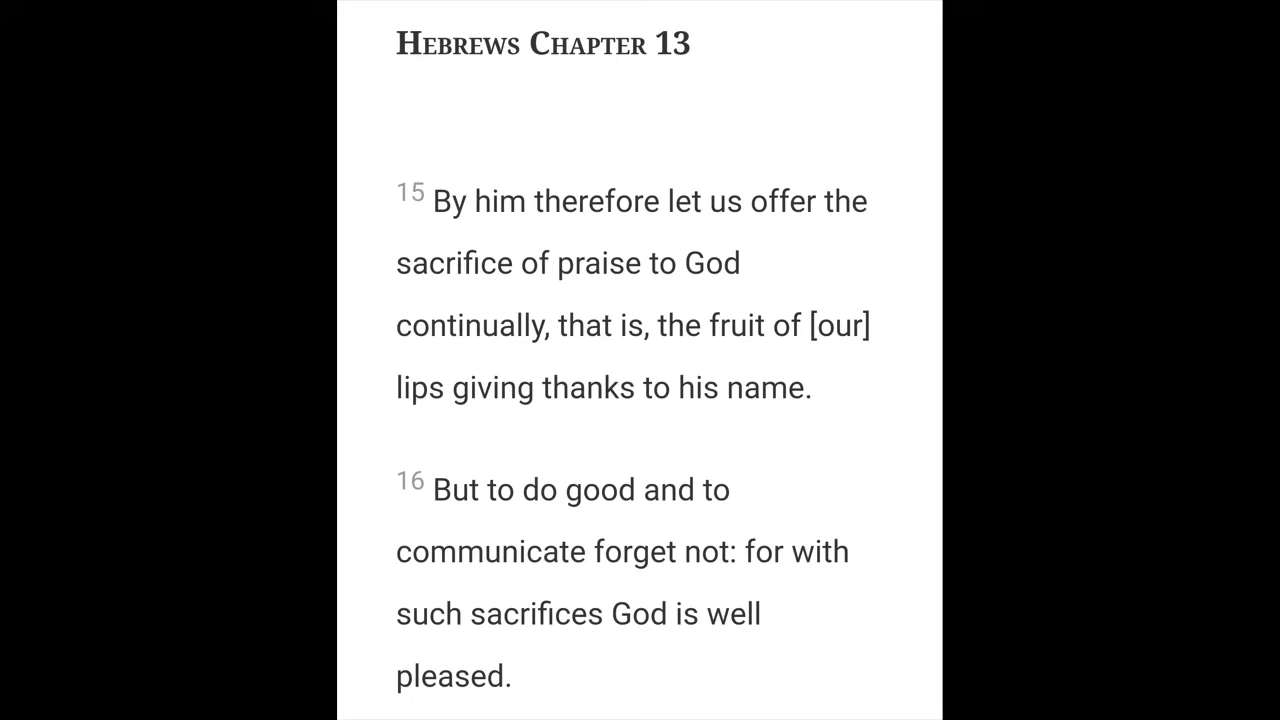 Hebrews Chapter 13
15 By him therefore let us offer the
sacrifice of praise to God
continually, that is, the fruit of [our]
lips giving thanks to his name.
16 But to do good and to
communicate forget not: for with
such sacrifices God is well
pleased.